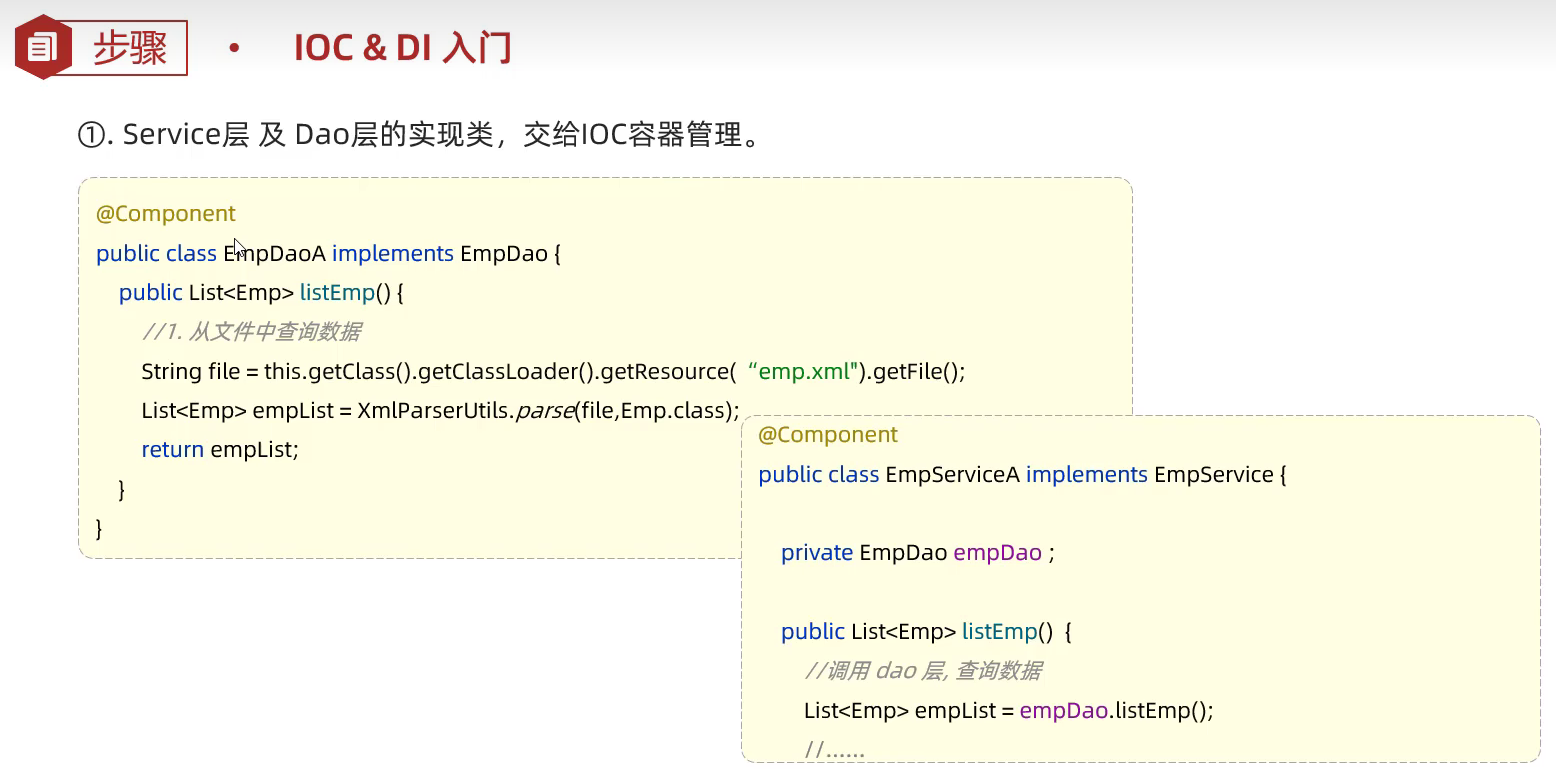 步骤 • IOC & DI 入门
①. Service层 及 Dao层的实现类，交给IOC容器管理。
@Component
public class EmpDaoA implements EmpDao {
public List<Emp> listEmp() {
//1. 从文件中查询数据
String file = this.getClass().getClassLoader().getResource( “emp.xml").getFile();
List<Emp> empList = XmlParserUtils.parse(file,Emp.class);
return empList;
}
}
@Component
public class EmpServiceA implements EmpService {
private EmpDao empDao ;
public List<Emp> listEmp() {
//调用 dao 层, 查询数据
List<Emp> empList = empDao.listEmp();
//......